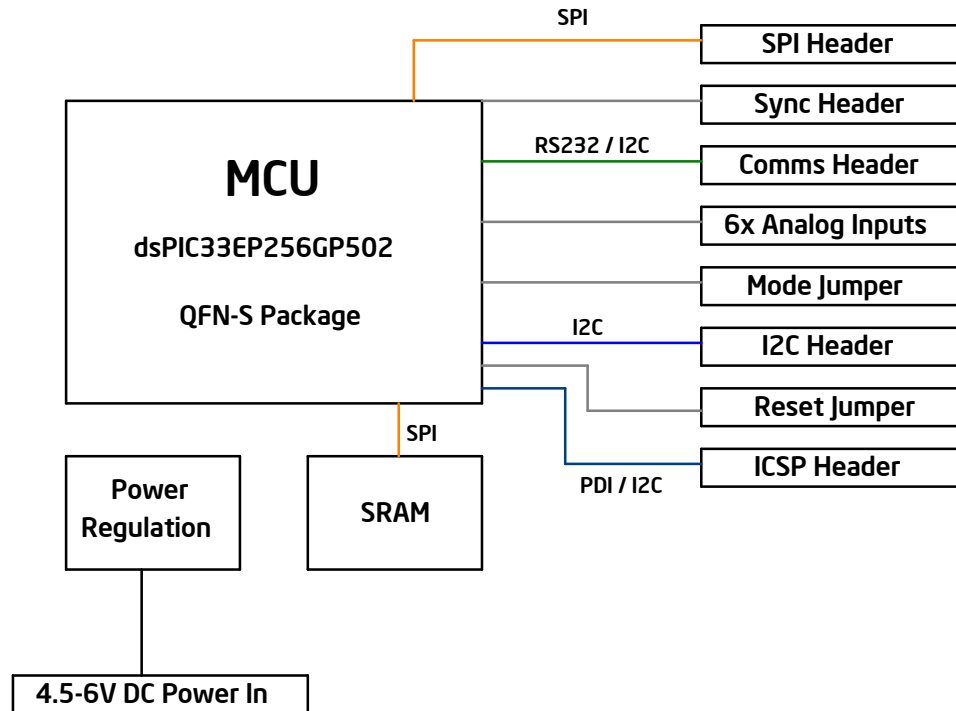 SPI
SPI Header
Sync Header
RS232 / I2C
Comms Header
MCU
dsPIC33EP256GP502
QFN-S Package
6x Analog Inputs
Mode Jumper
I2C
I2C Header
Reset Jumper
SPI
ICSP Header
PDI / I2C
Power
Regulation
SRAM
4.5-6V DC Power In